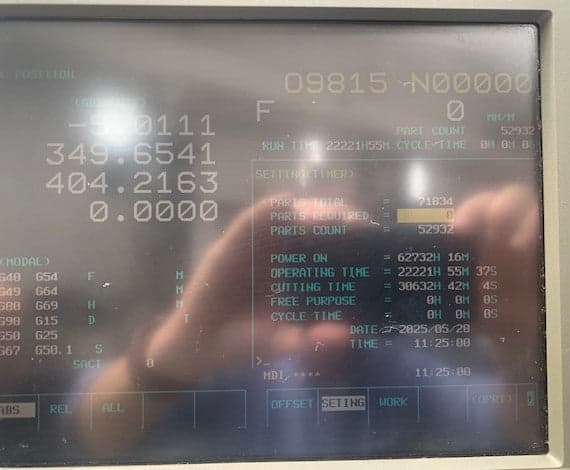 POSITION
O9815 N00000
F 0 MM/M
PART COUNT 52932
RUN TIME 22221H55M CYCLE TIME 0H 0M 0S
0111
349.6541
404.2163
0.0000
SETTING(TIMER)
PARTS TOTAL = 71834
PARTS REQUIRED = 0
PARTS COUNT = 52932
POWER ON = 62732H 16M
OPERATING TIME = 22221H 55M 37S
CUTTING TIME = 30632H 42M 4S
FREE PURPOSE = 0H 0M 0S
CYCLE TIME = 0H 0M 0S
DATE = 2025/05/20
TIME = 11:25:00
(MODAL)
G40 G54 F M
G49 G64 M
G80 G69 H M
G98 G15 D T
G50 G25
G67 G50.1 S
SACT 0
>_
MDI **** 11:25:00
ABS REL ALL
OFFSET SETING WORK (OPRT)